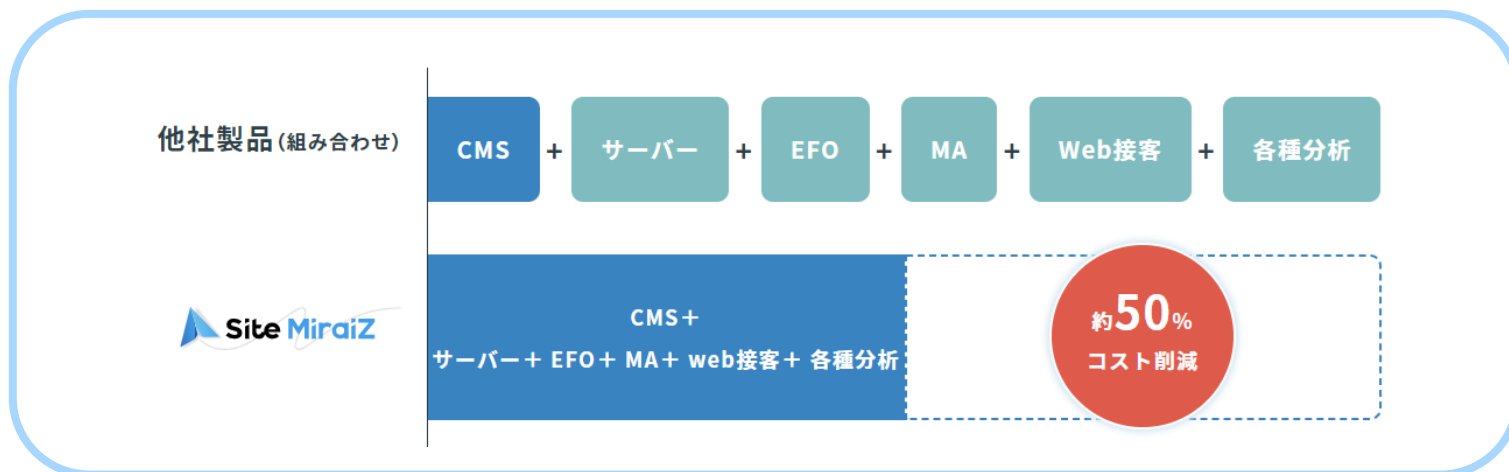 他社製品(組み合わせ) CMS + サーバー + EFO + MA + Web接客 + 各種分析
Site MiraiZ
CMS＋
サーバー＋ EFO＋ MA＋ web接客＋ 各種分析
約50%
コスト削減